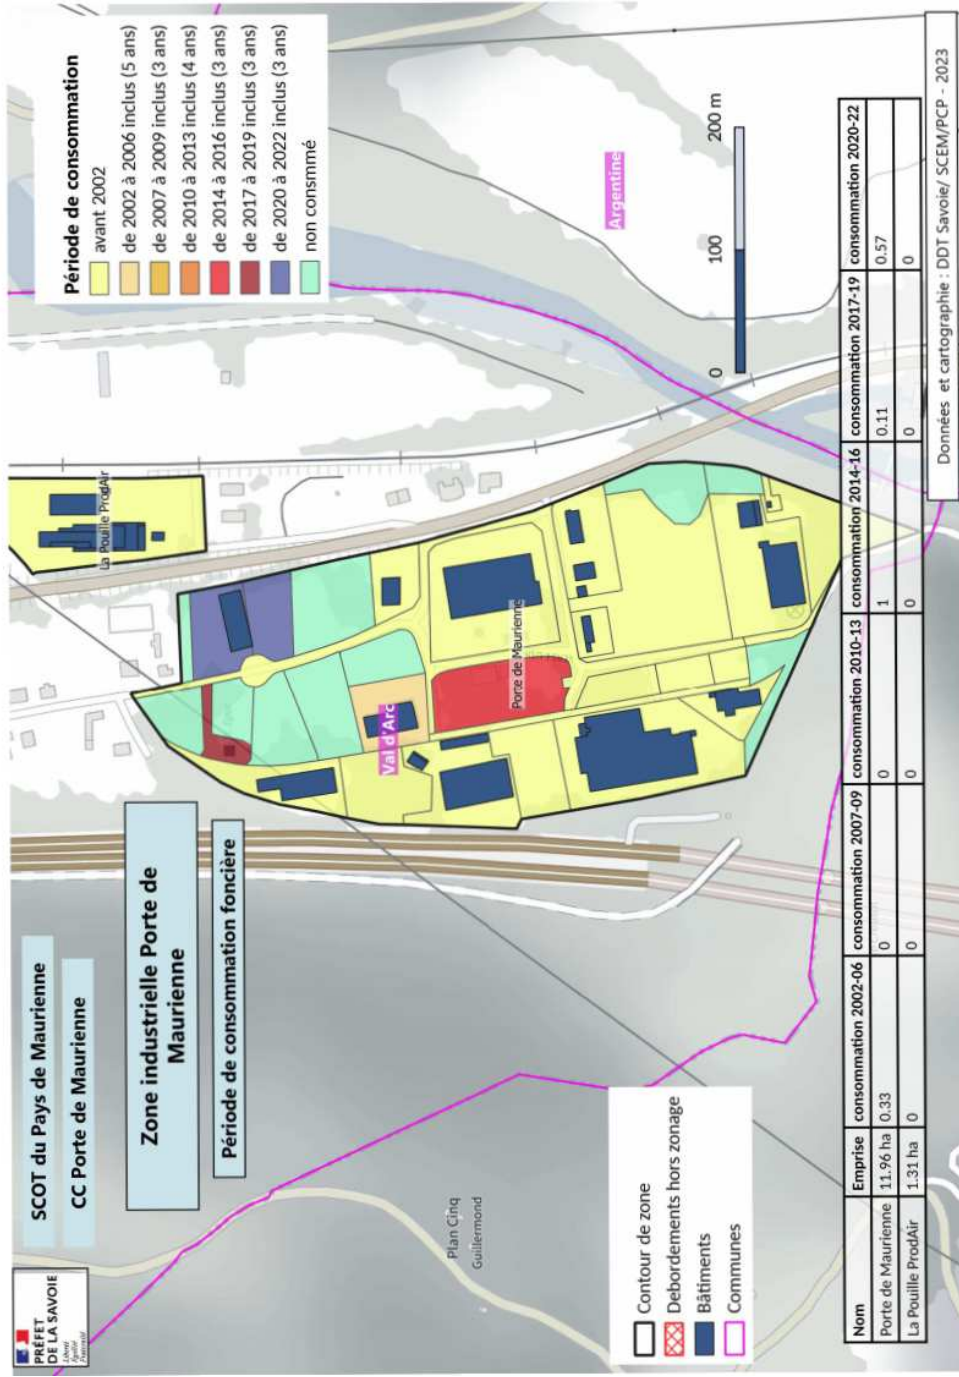 PRÉFET
DE LA SAVOIE
Liberté
Égalité
Fraternité
SCOT du Pays de Maurienne
CC Porte de Maurienne
Zone industrielle Porte de
Maurienne
Période de consommation foncière
Période de consommation
avant 2002
de 2002 à 2006 inclus (5 ans)
de 2007 à 2009 inclus (3 ans)
de 2010 à 2013 inclus (4 ans)
de 2014 à 2016 inclus (3 ans)
de 2017 à 2019 inclus (3 ans)
de 2020 à 2022 inclus (3 ans)
non consmmé
La Pouille ProdAir
Val d'Arc
Porte de Maurienne
Argentine
Plan Cinq
Guillermond
0 100 200 m
Contour de zone
Debordements hors zonage
Bâtiments
Communes
Nom Emprise consommation 2002-06 consommation 2007-09 consommation 2010-13 consommation 2014-16 consommation 2017-19 consommation 2020-22
Porte de Maurienne 11.96 ha 0.33 0 0 1 0.11 0.57
La Pouille ProdAir 1.31 ha 0 0 0 0 0 0
Données et cartographie : DDT Savoie/ SCEM/PCP - 2023